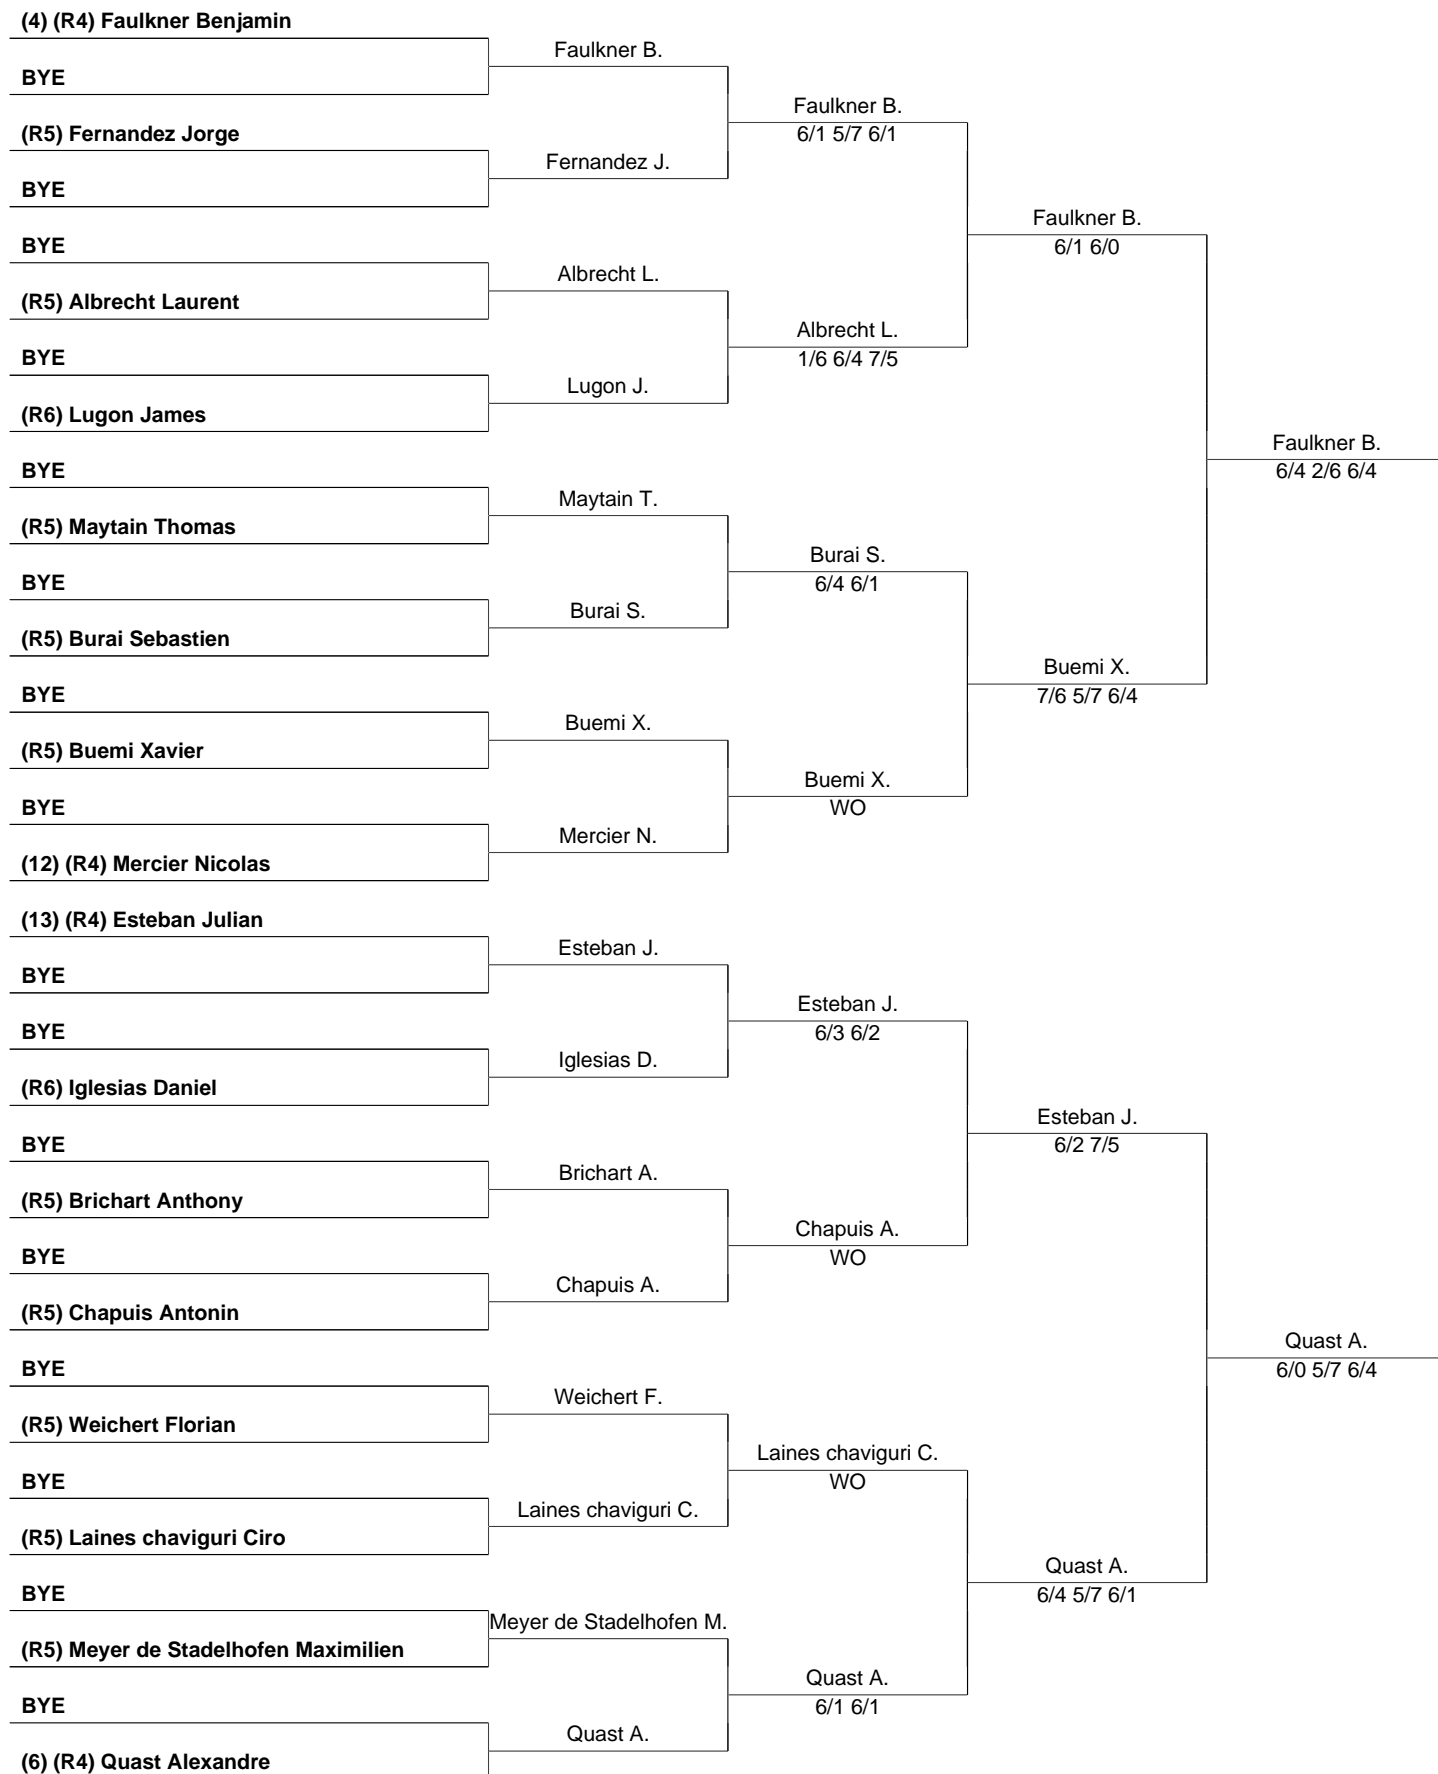 (4) (R4) Faulkner Benjamin
Faulkner B.
BYE
Faulkner B.
(R5) Fernandez Jorge
6/1 5/7 6/1
Fernandez J.
BYE
Faulkner B.
BYE
6/1 6/0
Albrecht L.
(R5) Albrecht Laurent
Albrecht L.
BYE
1/6 6/4 7/5
Lugon J.
(R6) Lugon James
Faulkner B.
BYE
6/4 2/6 6/4
Maytain T.
(R5) Maytain Thomas
Burai S.
BYE
6/4 6/1
Burai S.
(R5) Burai Sebastien
Buemi X.
BYE
7/6 5/7 6/4
Buemi X.
(R5) Buemi Xavier
Buemi X.
BYE
WO
Mercier N.
(12) (R4) Mercier Nicolas
(13) (R4) Esteban Julian
Esteban J.
BYE
Esteban J.
BYE
6/3 6/2
Iglesias D.
(R6) Iglesias Daniel
Esteban J.
BYE
6/2 7/5
Brichart A.
(R5) Brichart Anthony
Chapuis A.
BYE
WO
Chapuis A.
(R5) Chapuis Antonin
Quast A.
BYE
6/0 5/7 6/4
Weichert F.
(R5) Weichert Florian
Laines chaviguri C.
BYE
WO
Laines chaviguri C.
(R5) Laines chaviguri Ciro
Quast A.
BYE
6/4 5/7 6/1
Meyer de Stadelhofen M.
(R5) Meyer de Stadelhofen Maximilien
Quast A.
BYE
6/1 6/1
Quast A.
(6) (R4) Quast Alexandre